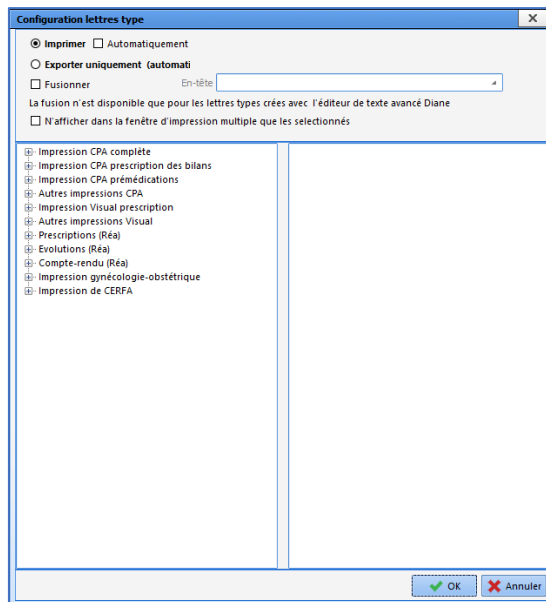 Configuration lettres type
Imprimer Automatiquement
Exporter uniquement (automati
Fusionner En-tête
La fusion n'est disponible que pour les lettres types crées avec l'éditeur de texte avancé Diane
N'afficher dans la fenêtre d'impression multiple que les selectionnés
Impression CPA complête
Impression CPA prescription des bilans
Impression CPA prémédications
Autres impressions CPA
Impression Visual prescription
Autres impressions Visual
Prescriptions (Réa)
Evolutions (Réa)
Compte-rendu (Réa)
Impression gynécologie-obstétrique
Impression de CERFA
OK Annuler